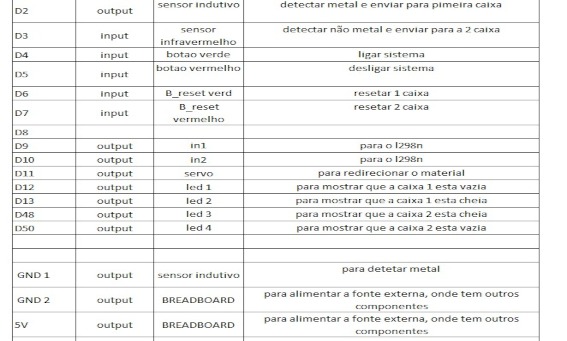 D2 output sensor indutivo detectar metal e enviar para pimeira caixa
D3 input sensor infravermelho detectar não metal e enviar para a 2 caixa
D4 input botao verde ligar sistema
D5 input botao vermelho desligar sistema
D6 input B_reset verd resetar 1 caixa
D7 input B_reset vermelho resetar 2 caixa
D8
D9 output in1 para o l298n
D10 output in2 para o l298n
D11 output servo para redirecionar o material
D12 output led 1 para mostrar que a caixa 1 esta vazia
D13 output led 2 para mostrar que a caixa 1 esta cheia
D48 output led 3 para mostrar que a caixa 2 esta cheia
D50 output led 4 para mostrar que a caixa 2 esta vazia
GND 1 output sensor indutivo para detetar metal
GND 2 output BREADBOARD para alimentar a fonte externa, onde tem outros componentes
5V output BREADBOARD para alimentar a fonte externa, onde tem outros componentes